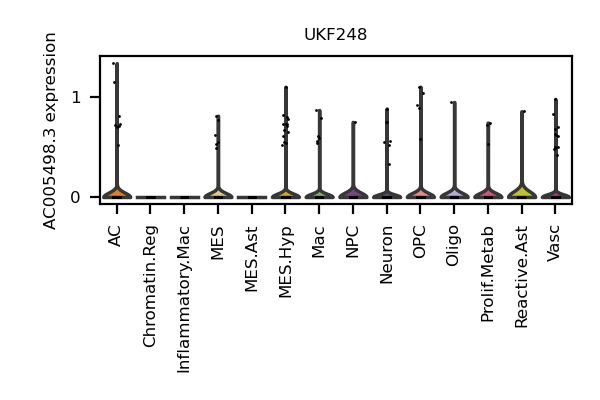 UKF248
AC005498.3 expression
1
0
AC
Chromatin.Reg
Inflammatory.Mac
MES
MES.Ast
MES.Hyp
Mac
NPC
Neuron
OPC
Oligo
Prolif.Metab
Reactive.Ast
Vasc